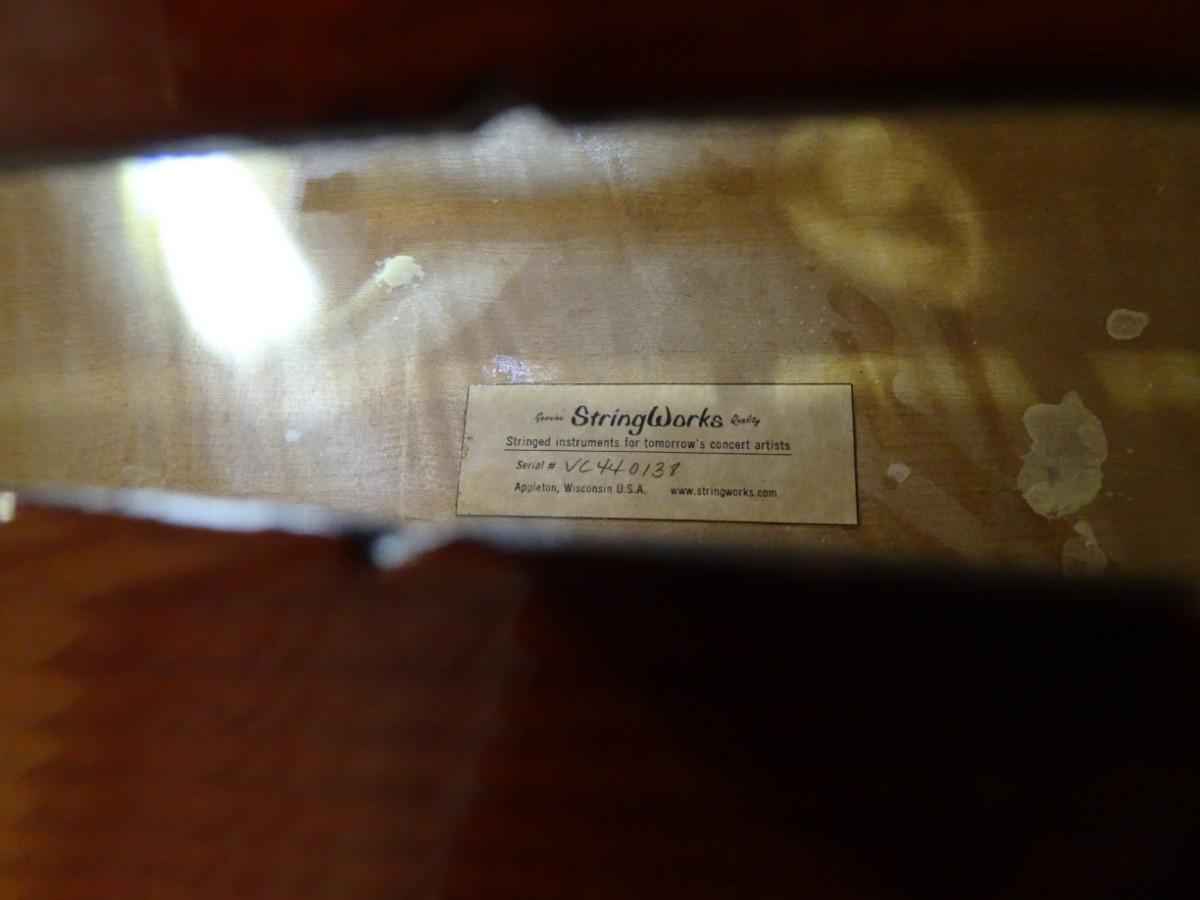 Genuine StringWorks Quality
Stringed instruments for tomorrow's concert artists
Serial # VC440138
Appleton, Wisconsin U.S.A. www.stringworks.com